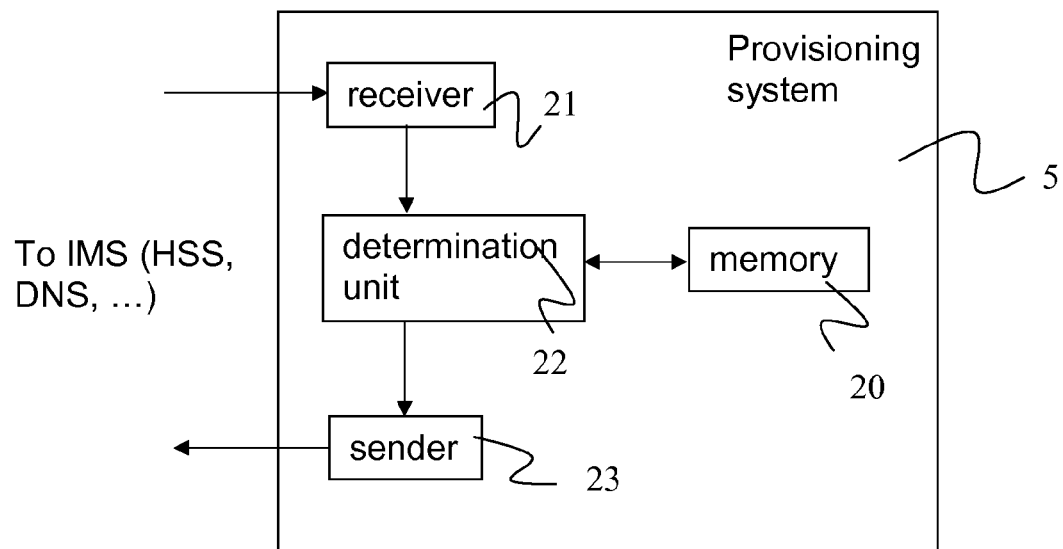 Provisioning
system
receiver
21
5
To IMS (HSS,
DNS, ...)
determination
unit
memory
22
20
sender
23